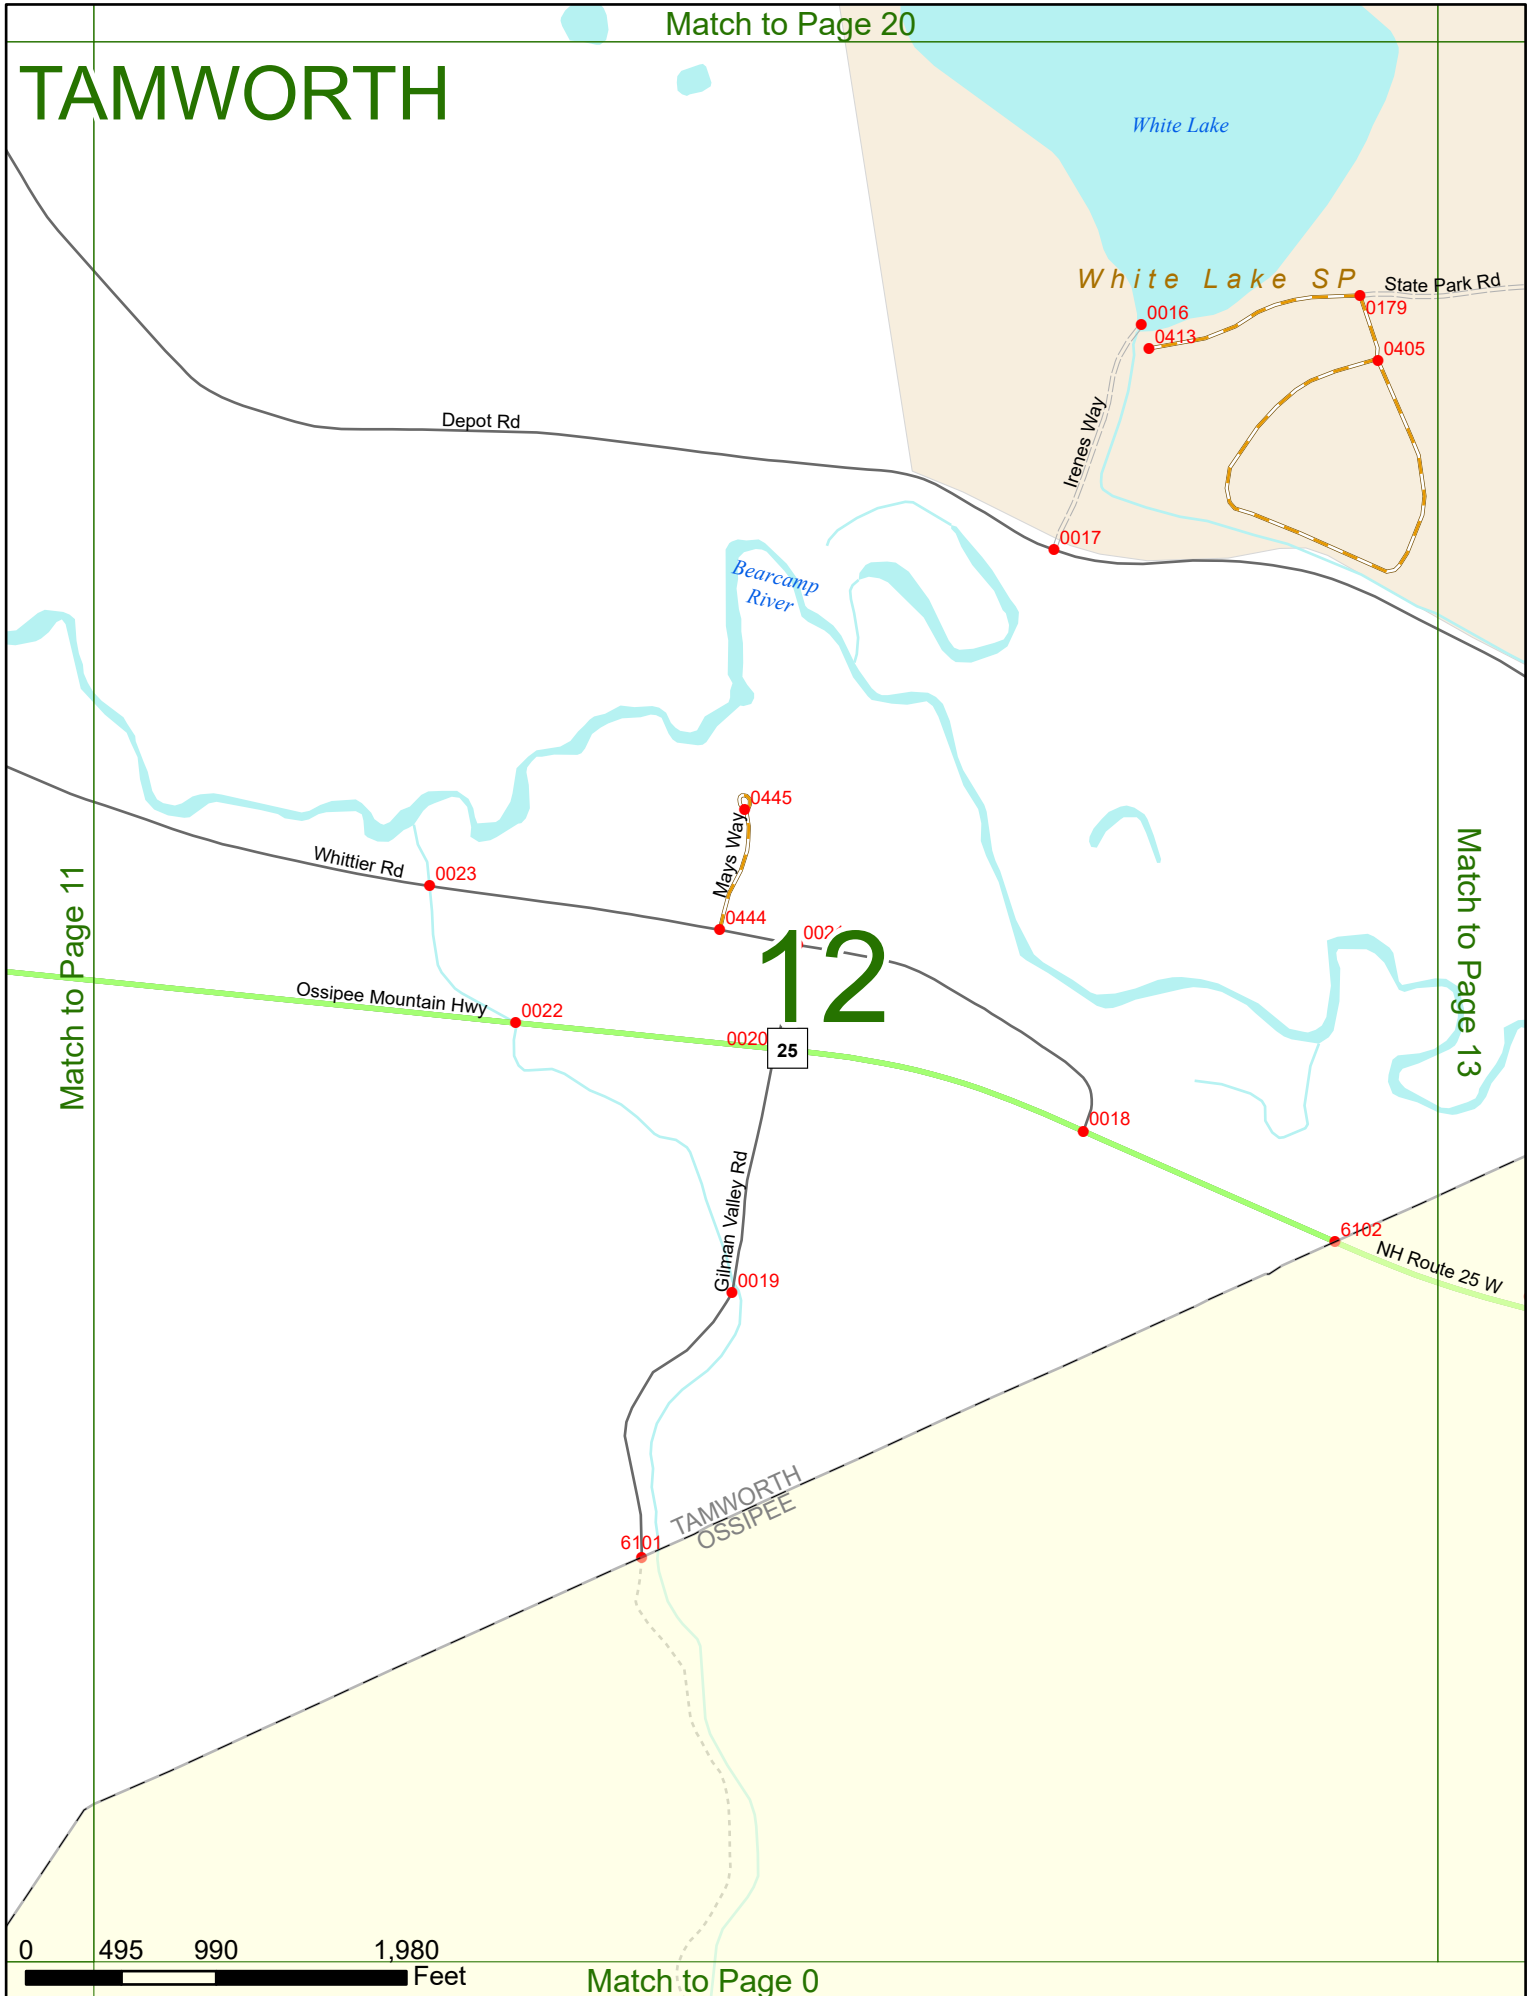 Match to Page 20
TAMWORTH
White Lake
White Lake SP
State Park Rd
0179
0016
0413
0405
Depot Rd
Irenes Way
0017
Bearcamp
River
0445
Mays Way
Whittier Rd
0023
0444
12
Match to Page 11
Match to Page 13
Ossipee Mountain Hwy
0022
0020
25
0018
Gilman Valley Rd
6102
NH Route 25 W
0019
TAMWORTH
OSSIPEE
6101
0 495 990 1,980
Feet
Match to Page 0